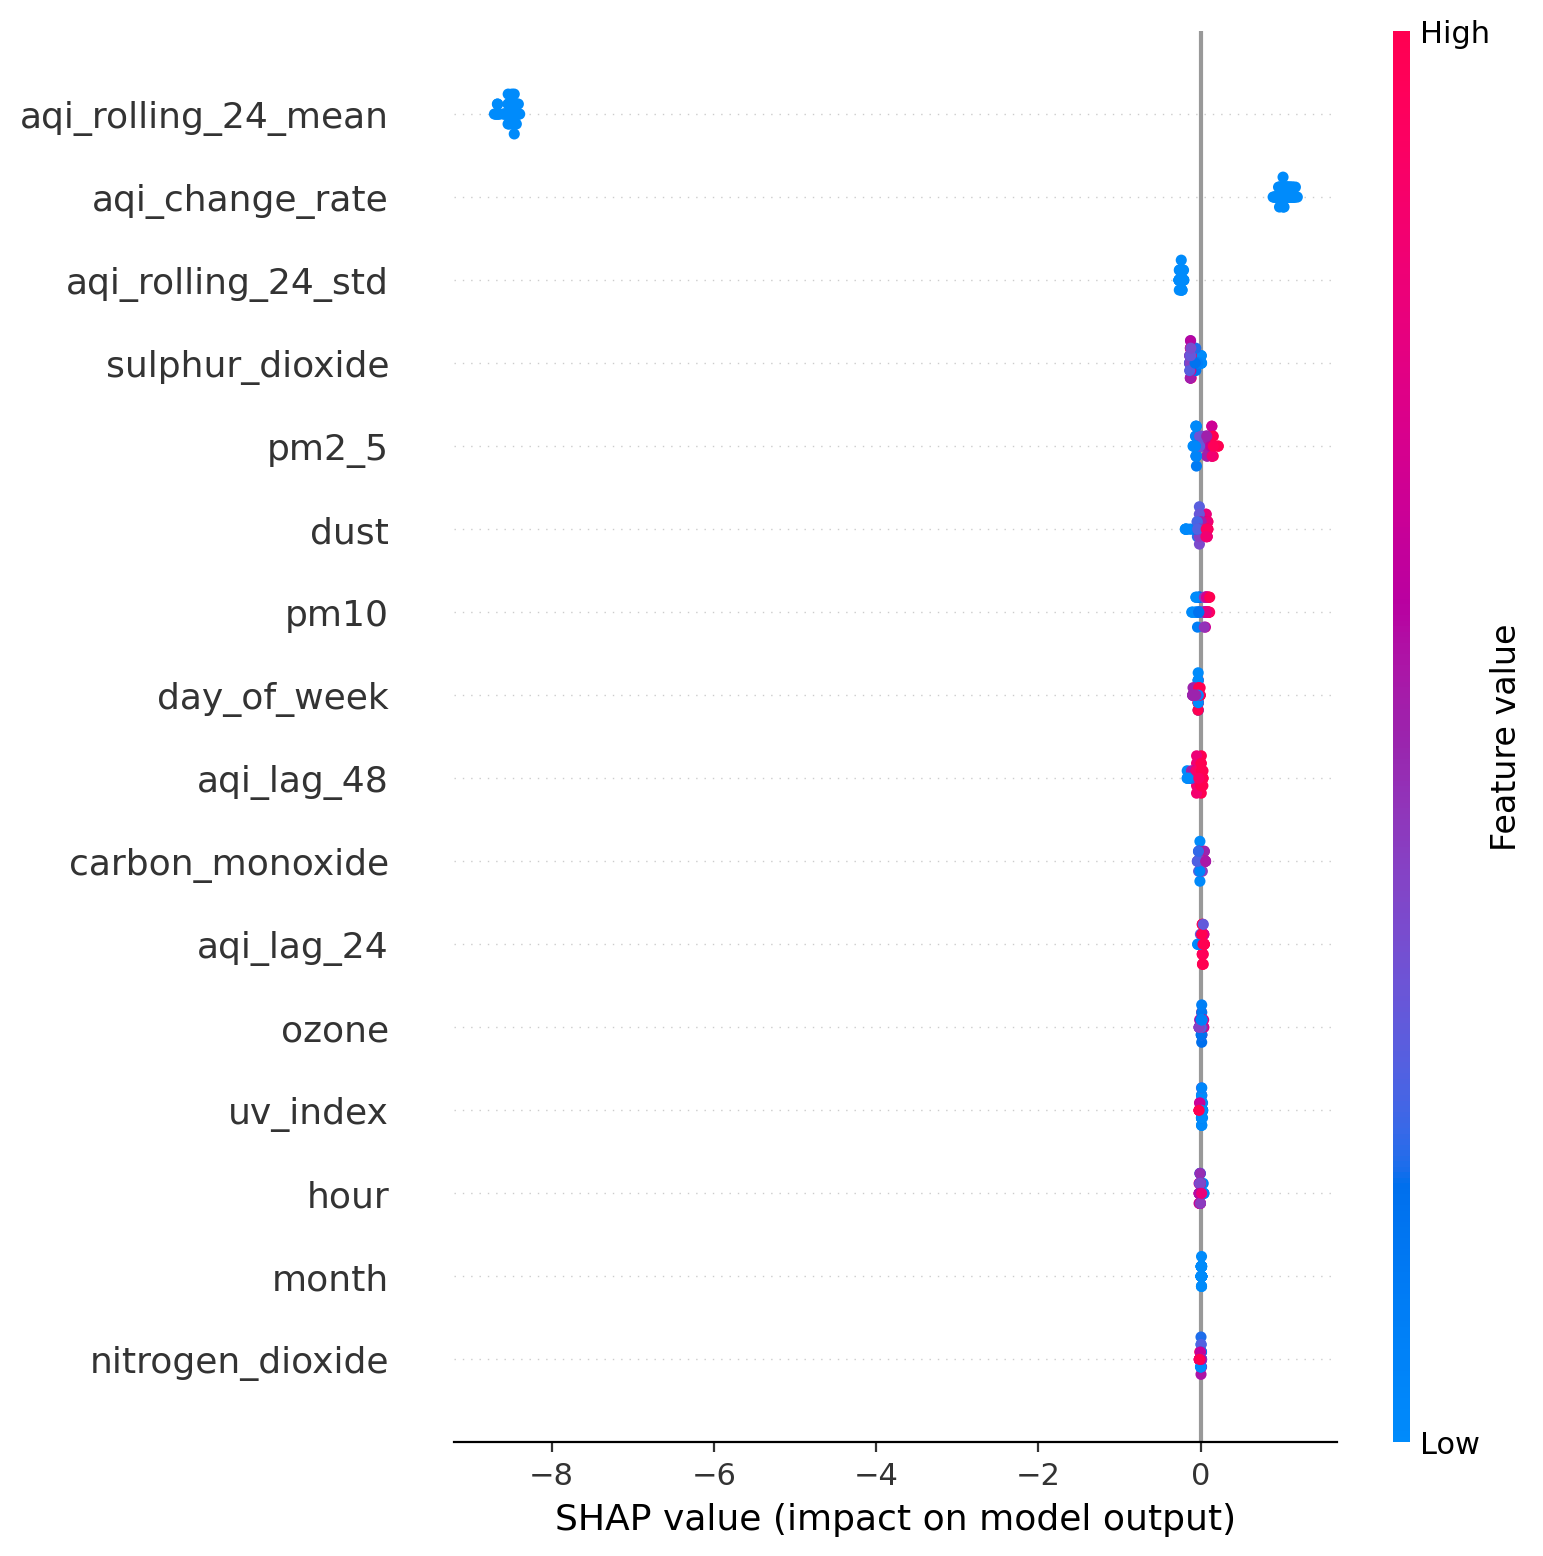 High
aqi_rolling_24_mean
aqi_change_rate
aqi_rolling_24_std
sulphur_dioxide
pm2_5
dust
pm10
day_of_week
aqi_lag_48
carbon_monoxide
aqi_lag_24
ozone
uv_index
hour
month
nitrogen_dioxide
Feature value
Low
−8 −6 −4 −2 0
SHAP value (impact on model output)